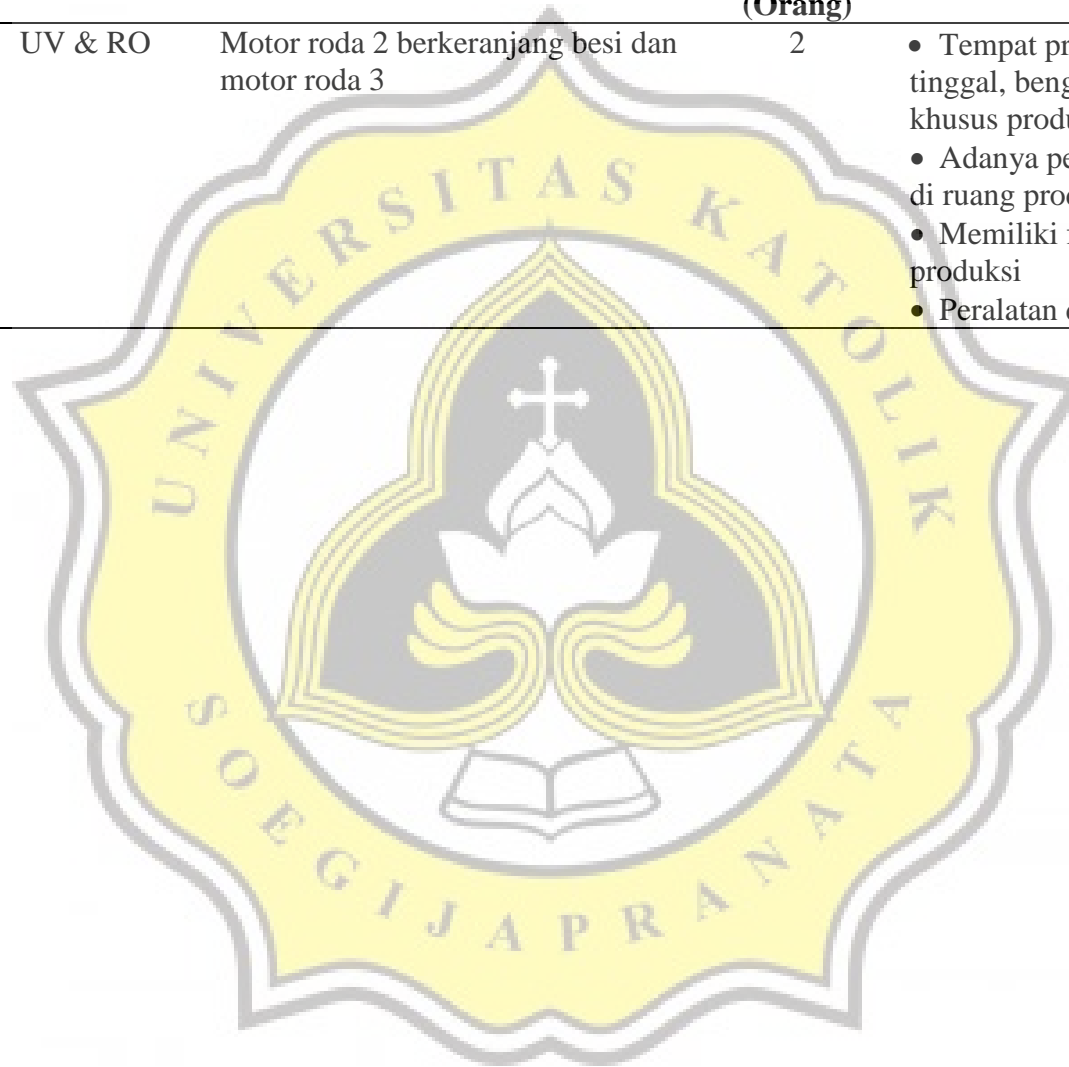 (Orang)
UV & RO Motor roda 2 berkeranjang besi dan 2 • Tempat
motor roda 3 tinggal,
khusus
• Adanya
di ruang
• Memiliki
produksi
• Peralatan
UNIVERSITAS KATOLIK
SOEGIJAPRANATA